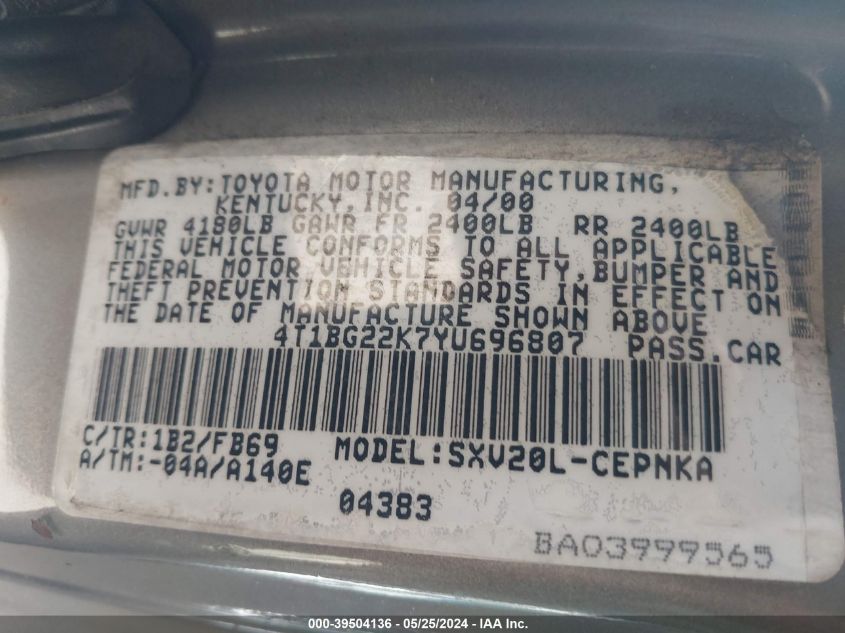 MFD.BY:TOYOTA MOTOR MANUFACTURING,
KENTUCKY,INC. 04/00
GVWR 4180LB GAWR FR 2400LB RR 2400LB
THIS VEHICLE CONFORMS TO ALL APPLICABLE
FEDERAL MOTOR VEHICLE SAFETY,BUMPER AND
THEFT PREVENTION STANDARDS IN EFFECT ON
THE DATE OF MANUFACTURE SHOWN ABOVE
4T1BG22K7YU696807 PASS.CAR
C/TR:1B2/FB69 MODEL:SXV20L-CEPNKA
A/TM:-04A/A140E
04383
BA03999565
000-39504136 - 05/25/2024 - IAAI.COM